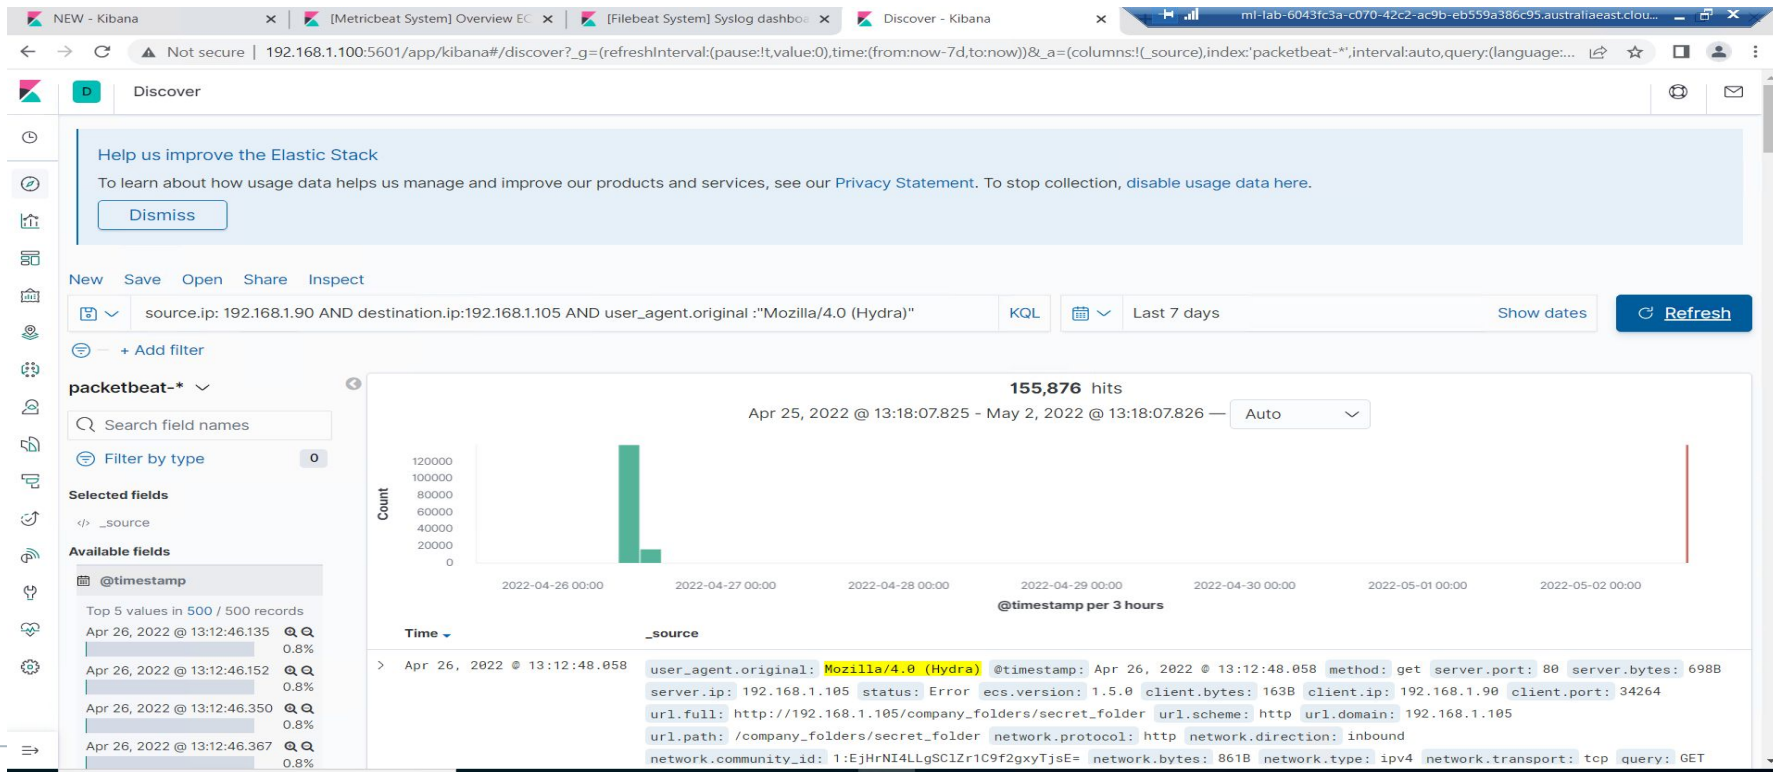 NEW - Kibana
[Metricbeat System] Overview EC
[Filebeat System] Syslog dashboa
Discover - Kibana
ml-lab-6043fc3a-c070-42c2-ac9b-eb559a386c95.australiaeast.clou...
Not secure | 192.168.1.100:5601/app/kibana#/discover?_g=(refreshInterval:(pause:!t,value:0),time:(from:now-7d,to:now))&_a=(columns:!(_source),index:'packetbeat-*',interval:auto,query:(language:...
D Discover
Help us improve the Elastic Stack
To learn about how usage data helps us manage and improve our products and services, see our Privacy Statement. To stop collection, disable usage data here.
Dismiss
New Save Open Share Inspect
source.ip: 192.168.1.90 AND destination.ip:192.168.1.105 AND user_agent.original :"Mozilla/4.0 (Hydra)" KQL Last 7 days Show dates Refresh
+ Add filter
packetbeat-*
Search field names
Filter by type 0
Selected fields
</> _source
Available fields
@timestamp
Top 5 values in 500 / 500 records
Apr 26, 2022 @ 13:12:46.135
0.8%
Apr 26, 2022 @ 13:12:46.152
0.8%
Apr 26, 2022 @ 13:12:46.350
0.8%
Apr 26, 2022 @ 13:12:46.367
0.8%
155,876 hits
Apr 25, 2022 @ 13:18:07.825 - May 2, 2022 @ 13:18:07.826 — Auto
Count
120000
100000
80000
60000
40000
20000
0
2022-04-26 00:00 2022-04-27 00:00 2022-04-28 00:00 2022-04-29 00:00 2022-04-30 00:00 2022-05-01 00:00 2022-05-02 00:00
@timestamp per 3 hours
Time _source
Apr 26, 2022 @ 13:12:48.058 user_agent.original: Mozilla/4.0 (Hydra) @timestamp: Apr 26, 2022 @ 13:12:48.058 method: get server.port: 80 server.bytes: 698B
server.ip: 192.168.1.105 status: Error ecs.version: 1.5.0 client.bytes: 163B client.ip: 192.168.1.90 client.port: 34264
url.full: http://192.168.1.105/company_folders/secret_folder url.scheme: http url.domain: 192.168.1.105
url.path: /company_folders/secret_folder network.protocol: http network.direction: inbound
network.community_id: 1:EjHrNI4LLgSClZr1C9f2gxyTjsE= network.bytes: 861B network.type: ipv4 network.transport: tcp query: GET